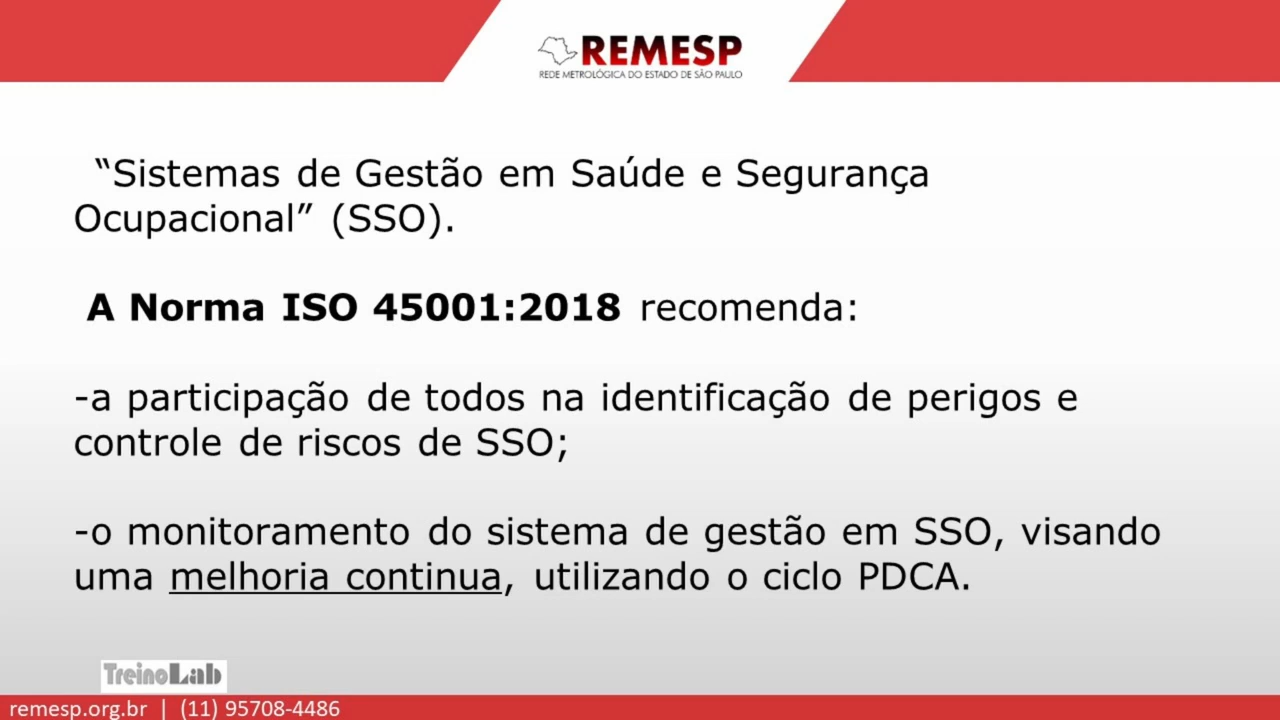 REMESP
REDE METROLÓGICA DO ESTADO DE SÃO PAULO
“Sistemas de Gestão em Saúde e Segurança
Ocupacional” (SSO).
A Norma ISO 45001:2018 recomenda:
-a participação de todos na identificação de perigos e
controle de riscos de SSO;
-o monitoramento do sistema de gestão em SSO, visando
uma melhoria continua, utilizando o ciclo PDCA.
TreinoLab
remesp.org.br | (11) 95708-4486